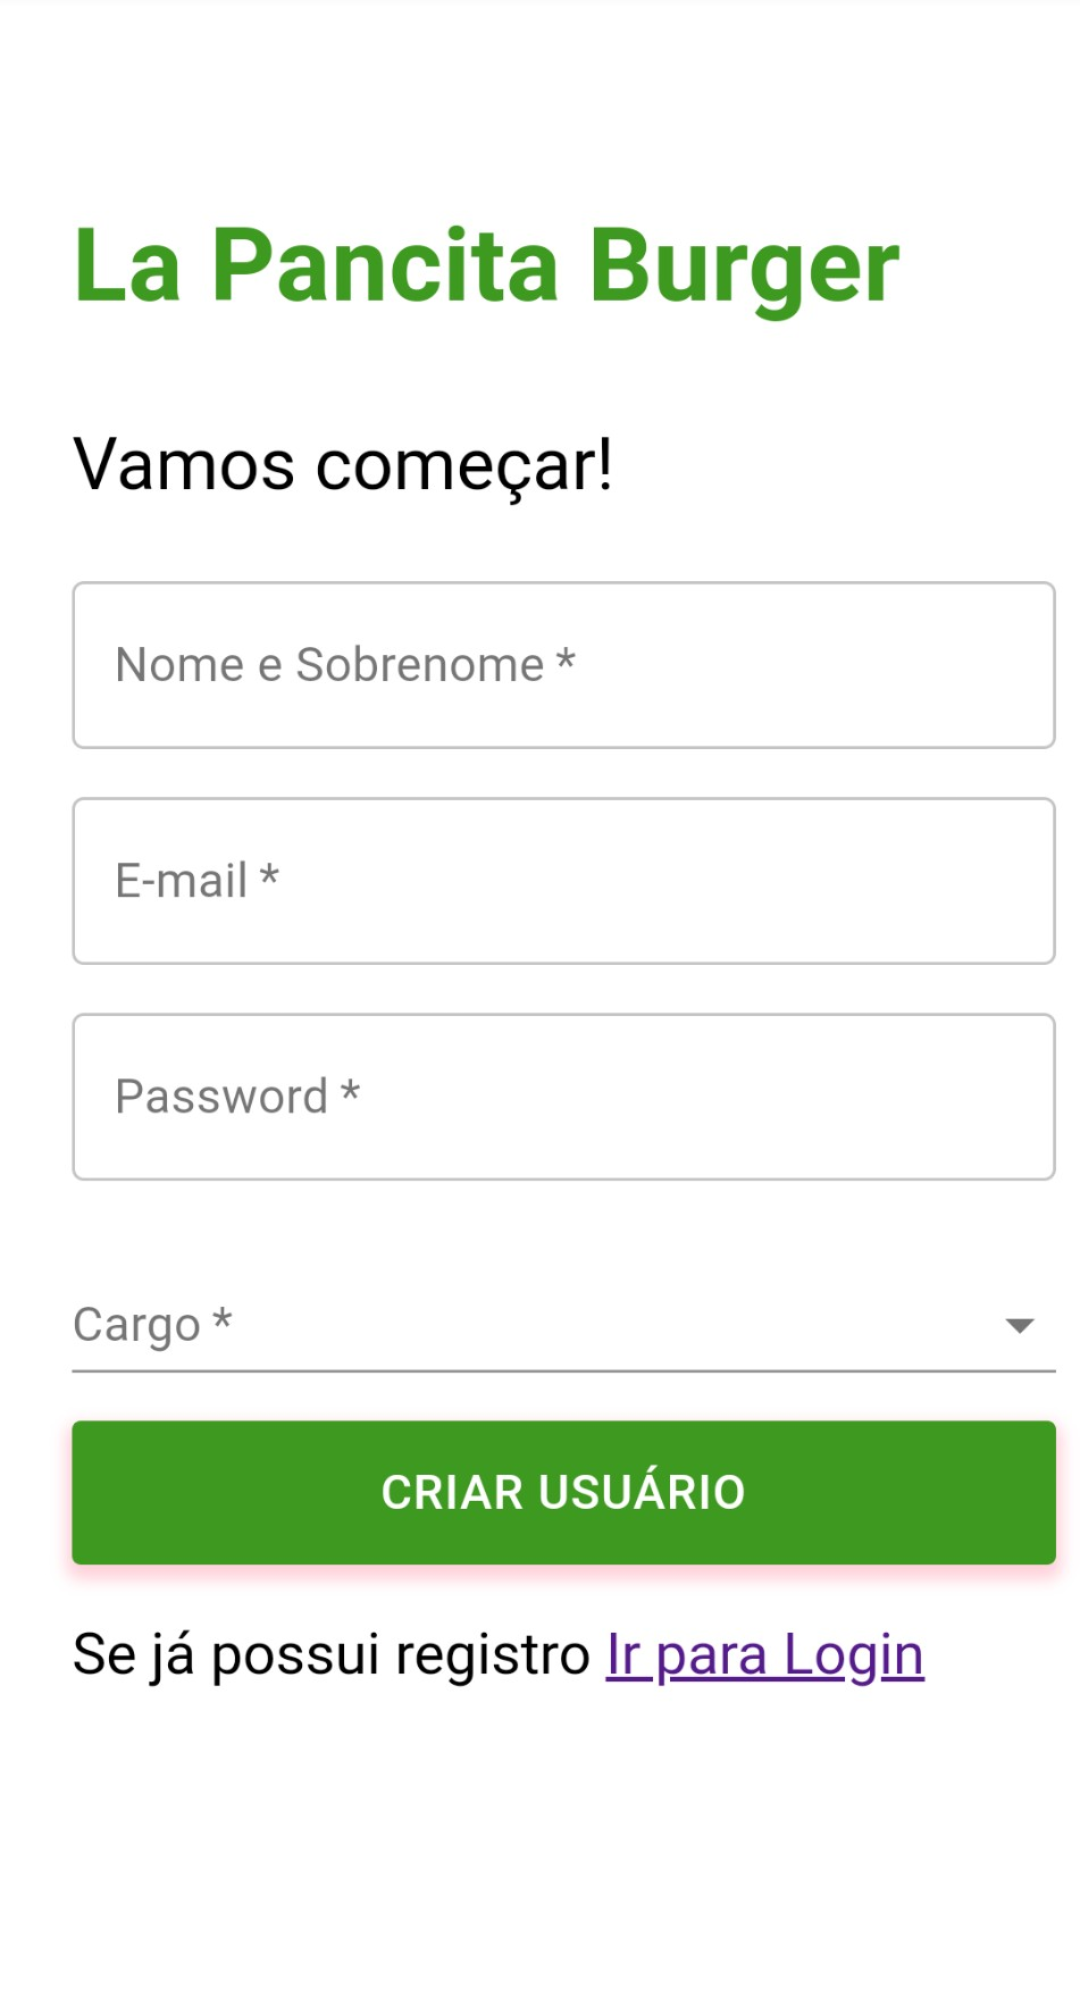 La Pancita Burger
Vamos começar!
Nome e Sobrenome *
E-mail *
Password *
Cargo *
CRIAR USUÁRIO
Se já possui registro Ir para Login